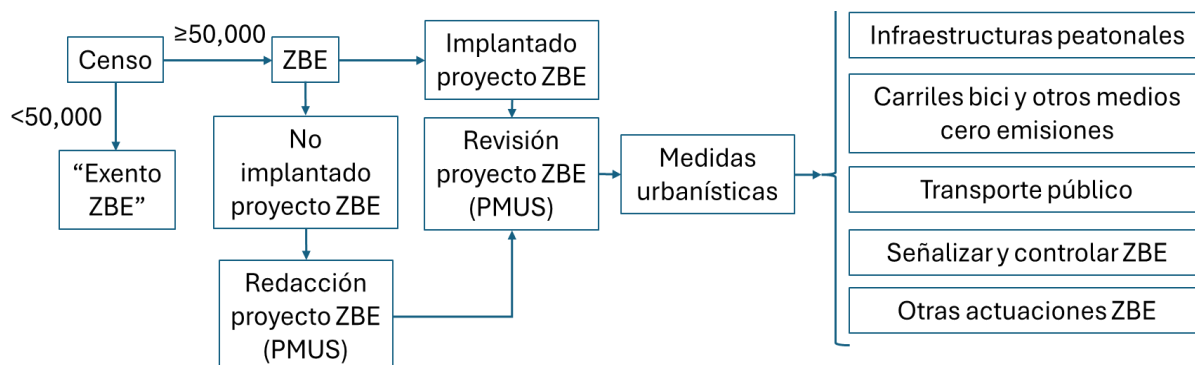 Censo
≥50,000
ZBE
<50,000
“Exento
ZBE”
No
implantado
proyecto ZBE
Redacción
proyecto ZBE
(PMUS)
Implantado
proyecto ZBE
Revisión
proyecto ZBE
(PMUS)
Medidas
urbanísticas
Infraestructuras peatonales
Carriles bici y otros medios
cero emisiones
Transporte público
Señalizar y controlar ZBE
Otras actuaciones ZBE